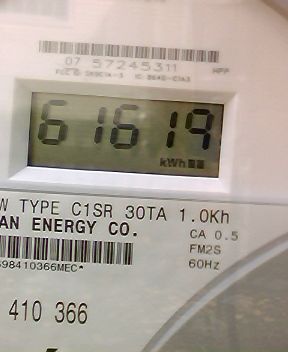 07 57245311
HPP
61619
kWh
W TYPE C1SR 30TA 1.0Kh
AN ENERGY CO.
CA 0.5
FM2S
60Hz
698410366MEC*
410 366